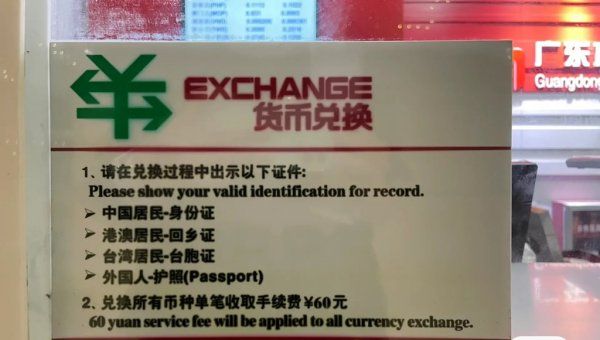 EXCHANGE
货币兑换
广东
Guangdong
1、请在兑换过程中出示以下证件:
Please show your valid identification for record.
➢ 中国居民-身份证
➢ 港澳居民-回乡证
➢ 台湾居民-台胞证
➢ 外国人-护照(Passport)
2、兑换所有币种单笔收取手续费¥60元
60 yuan service fee will be applied to all currency exchange.